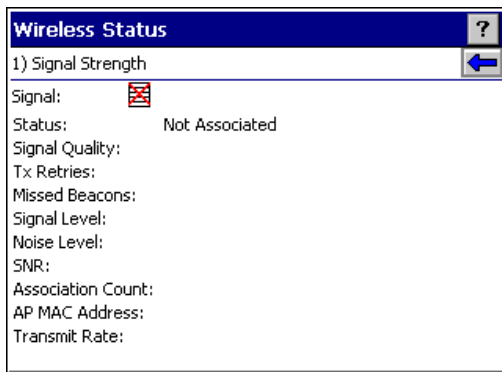 Wireless Status ?
1) Signal Strength
Signal:
Status: Not Associated
Signal Quality:
Tx Retries:
Missed Beacons:
Signal Level:
Noise Level:
SNR:
Association Count:
AP MAC Address:
Transmit Rate: